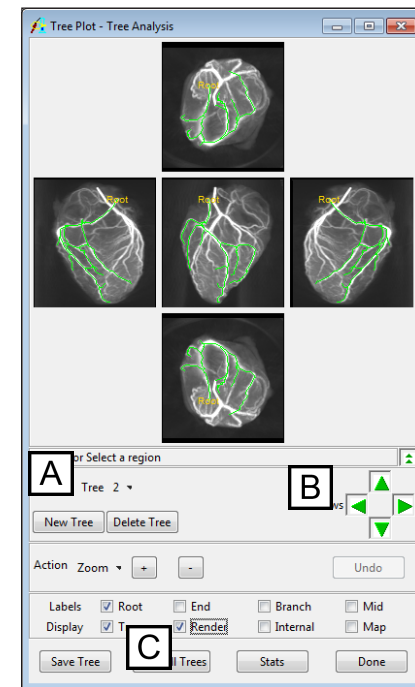 Tree Plot - Tree Analysis
Root
Root
Root
Root
Root
or Select a region
A
B
Tree 2
New Tree Delete Tree
Action Zoom + - Undo
Labels Root End Branch Mid
Display Render Internal Map
C
Save Tree Trees Stats Done